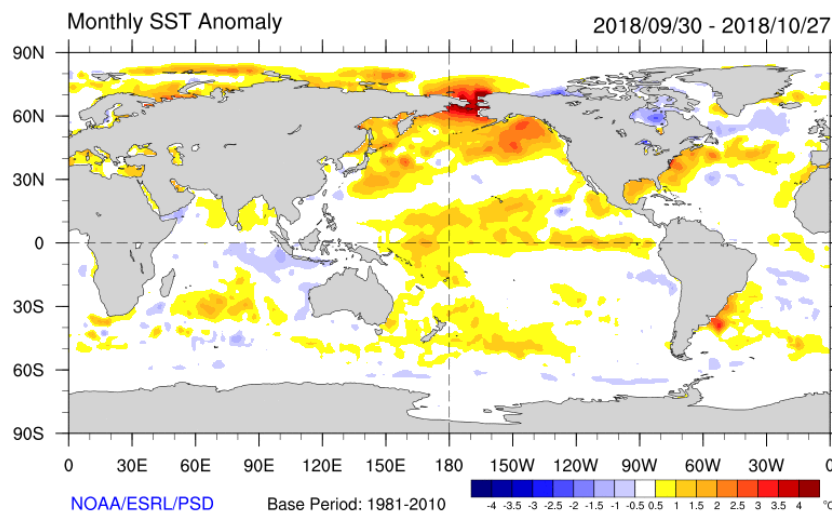 Monthly SST Anomaly 2018/09/30 - 2018/10/27
90N
70
60N
30N
0
30S
60S
90S
0 30E 60E 90E 120E 150E 180 150W 120W 90W 60W 30W 0
NOAA/ESRL/PSD Base Period: 1981-2010
-4 -3.5 -3 -2.5 -2 -1.5 -1 -0.5 0.5 1 1.5 2 2.5 3 3.5 4 °C